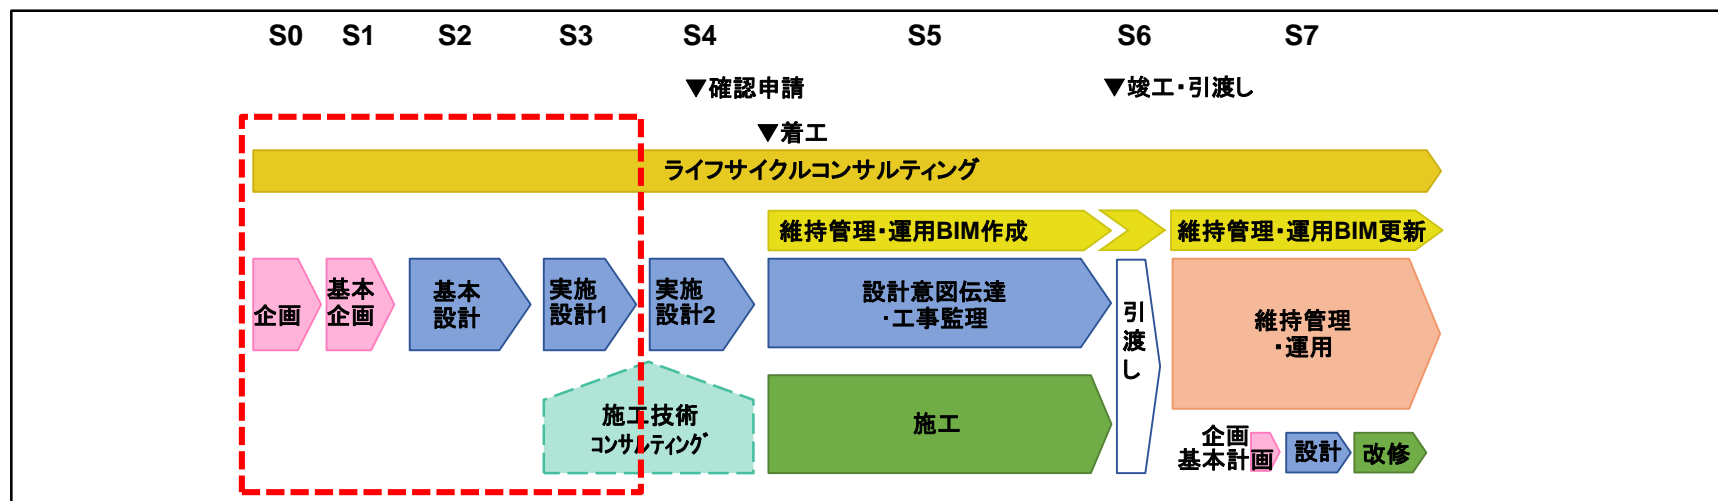 S0 S1 S2 S3 S4 S5 S6 S7
▼確認申請 ▼竣工・引渡し
▼着工
ライフサイクルコンサルティング
維持管理・運用BIM作成
維持管理・運用BIM更新
企画
基本
企画
基本
設計
実施
設計1
実施
設計2
設計意図伝達
・工事監理
引
渡
し
維持管理
・運用
施工技術
ｺﾝｻﾙﾃｨﾝｸﾞ
施工
企画
基本計画
設計
改修